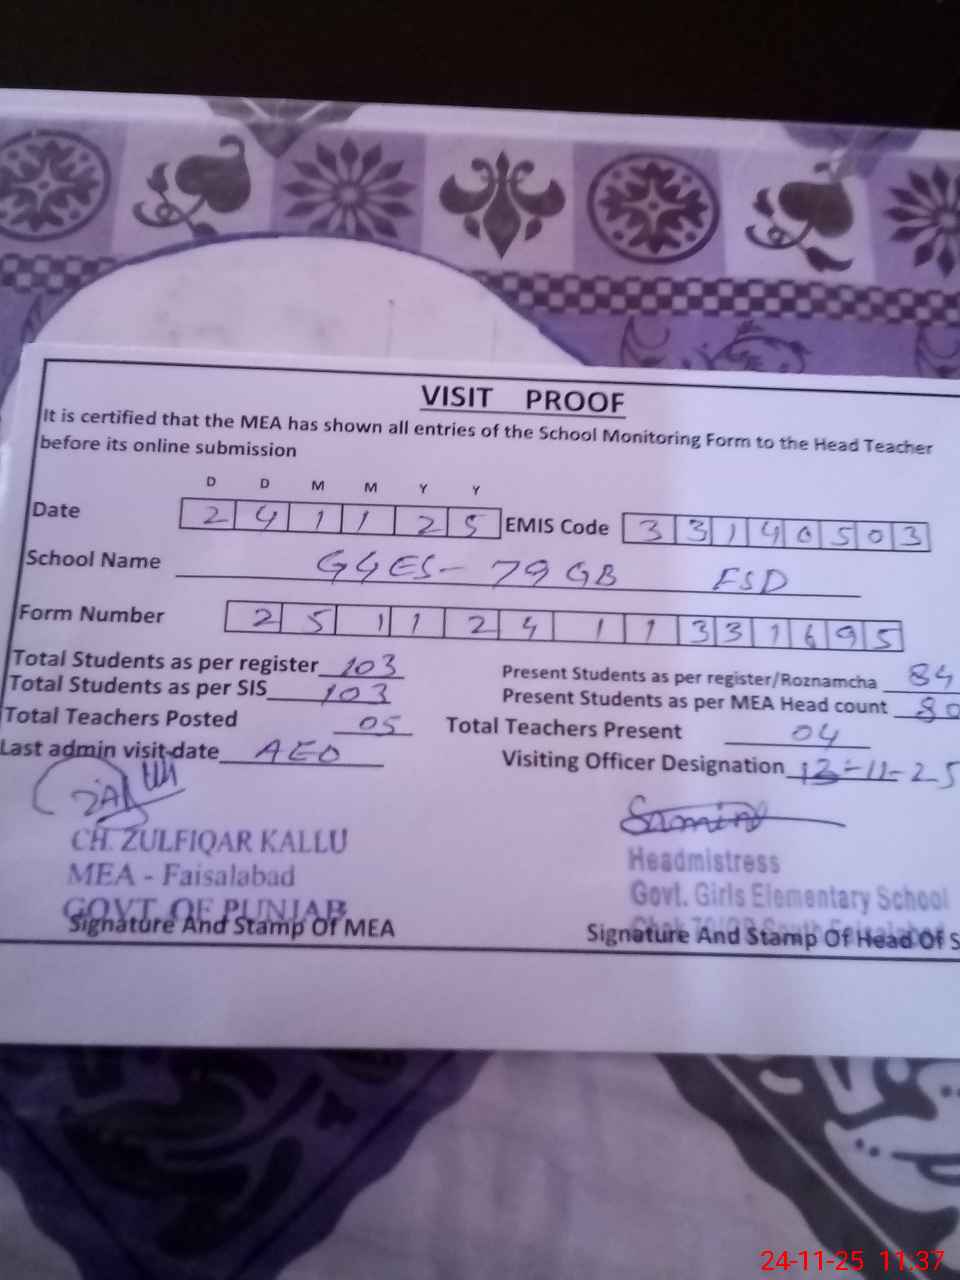 VISIT PROOF
It is certified that the MEA has shown all entries of the School Monitoring Form to the Head Teacher
before its online submission
D D M M Y Y
Date 2 4 1 1 2 5 EMIS Code 3 3 1 4 0 5 0 3
School Name GGES- 79 GB FSD
Form Number 2 5 1 1 2 4 1 1 3 3 1 6 9 5
Total Students as per register 103 Present Students as per register/Roznamcha 84
Total Students as per SIS 103 Present Students as per MEA Head count 80
Total Teachers Posted 05 Total Teachers Present 04
Last admin visit date AEO Visiting Officer Designation 13-11-25
CH. ZULFIQAR KALLU
MEA - Faisalabad
GOVT. OF PUNJAB
Signature And Stamp Of MEA
Headmistress
Govt. Girls Elementary School
Signature And Stamp Of Head Of S
24-11-25 11:37